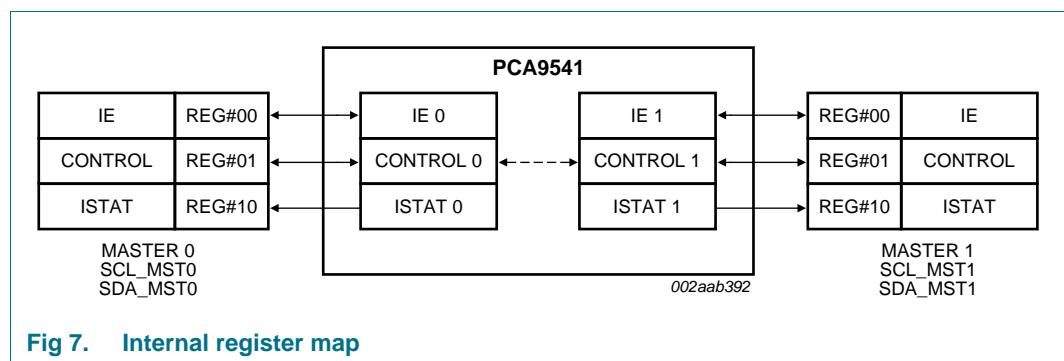 PCA9541
IE REG#00 IE 0 IE 1 REG#00 IE
CONTROL REG#01 CONTROL 0 CONTROL 1 REG#01 CONTROL
ISTAT REG#10 ISTAT 0 ISTAT 1 REG#10 ISTAT
MASTER 0 MASTER 1
SCL_MST0 SCL_MST1
SDA_MST0 SDA_MST1
002aab392
Fig 7. Internal register map